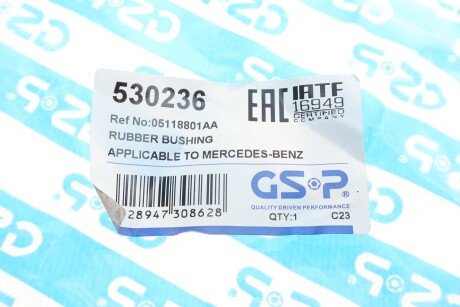 530236
EAC
IATF
16949
CERTIFIED
COMPANY
Ref No:05118801AA
RUBBER BUSHING
APPLICABLE TO MERCEDES-BENZ
28947 308628
GSP
®
QUALITY DRIVEN PERFORMANCE
QTY:1 C23